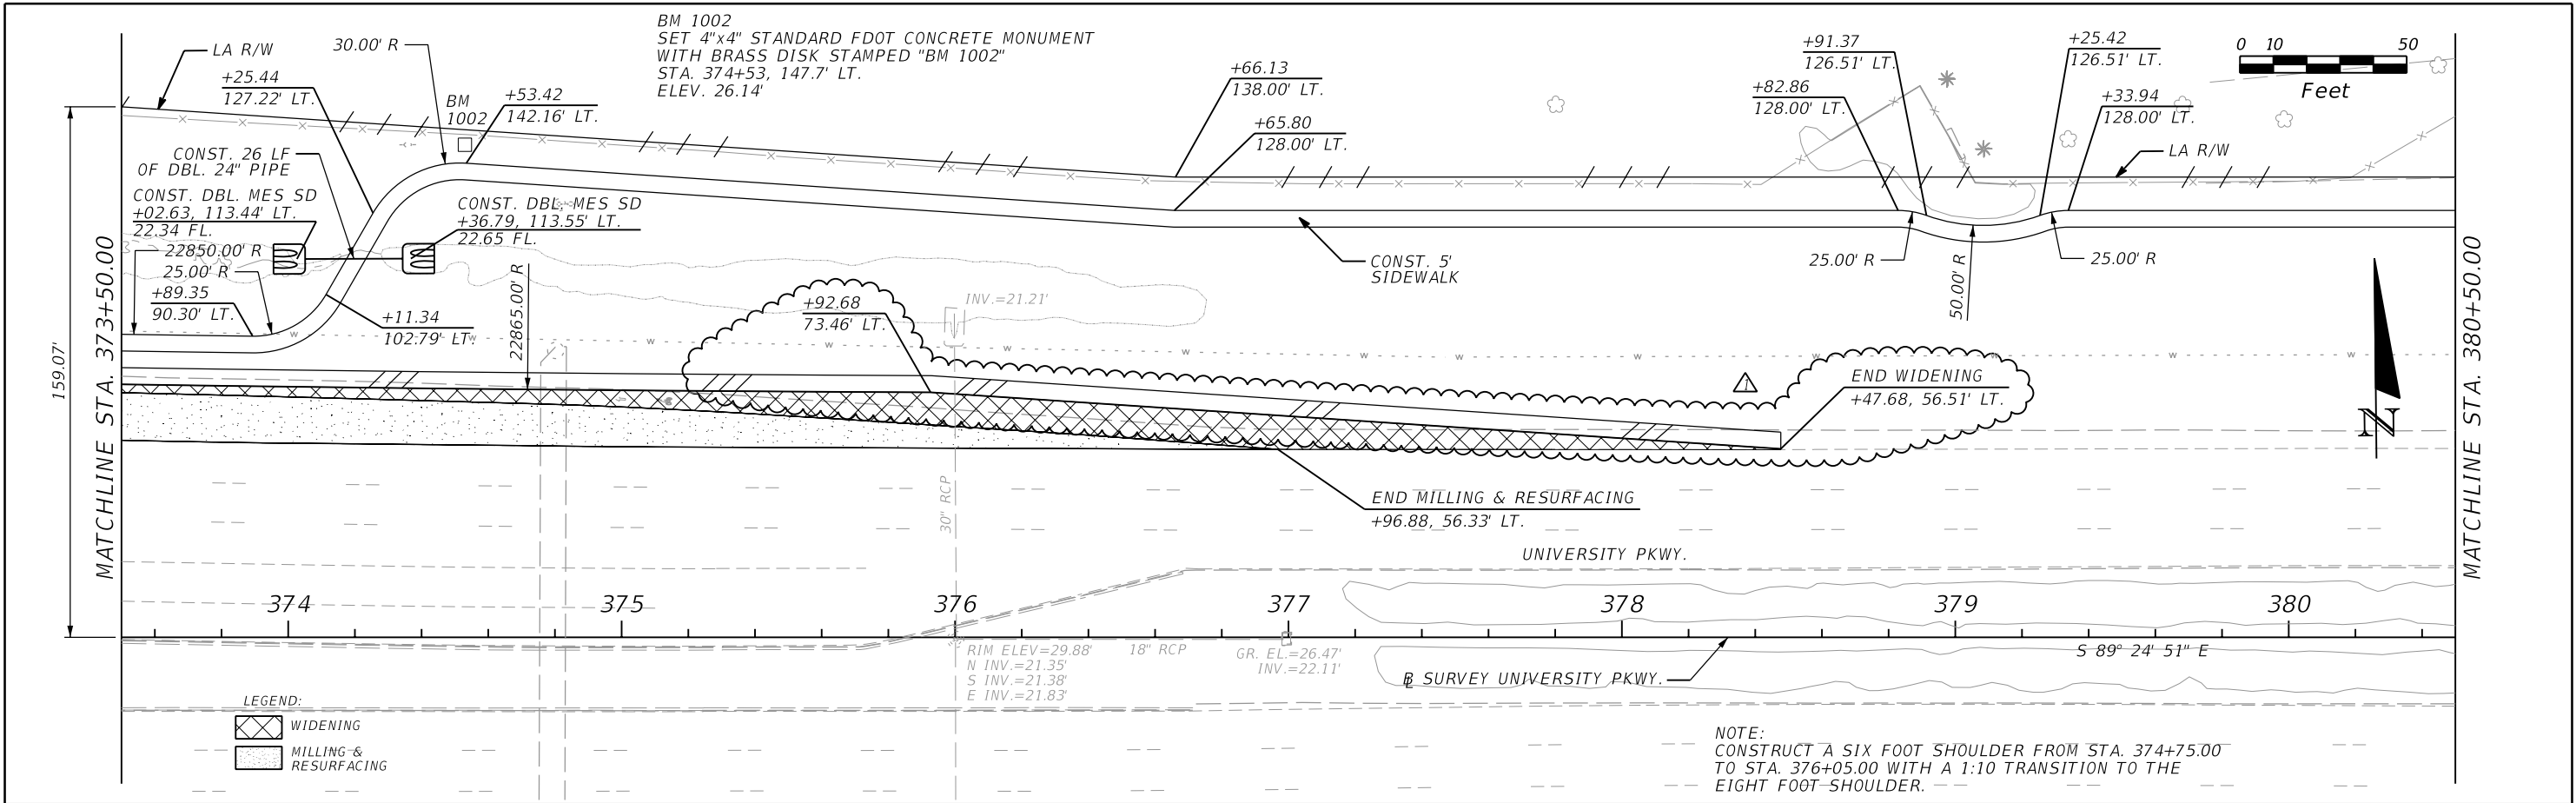 BM 1002
SET 4"x4" STANDARD FDOT CONCRETE MONUMENT
WITH BRASS DISK STAMPED "BM 1002"
STA. 374+53, 147.7' LT.
ELEV. 26.14'
LA R/W
30.00' R
+25.44
127.22' LT.
BM
1002
+53.42
142.16' LT.
+66.13
138.00' LT.
+65.80
128.00' LT.
+91.37
126.51' LT.
+82.86
128.00' LT.
+25.42
126.51' LT.
+33.94
128.00' LT.
LA R/W
0 10 50
Feet
CONST. 26 LF
OF DBL. 24" PIPE
CONST. DBL. MES SD
+02.63, 113.44' LT.
22.34 FL.
CONST. DBL. MES SD
+36.79, 113.55' LT.
22.65 FL.
22850.00' R
25.00' R
+89.35
90.30' LT.
+11.34
102.79' LT.
22865.00' R
159.07'
MATCHLINE STA. 373+50.00
+92.68
73.46' LT.
INV.=21.21'
CONST. 5'
SIDEWALK
25.00' R
50.00' R
25.00' R
1
END WIDENING
+47.68, 56.51' LT.
N
MATCHLINE STA. 380+50.00
END MILLING & RESURFACING
+96.88, 56.33' LT.
30" RCP
UNIVERSITY PKWY.
374 375 376 377 378 379 380
RIM ELEV=29.88'
N INV.=21.35'
S INV.=21.38'
E INV.=21.83'
18" RCP
GR. EL.=26.47'
INV.=22.11'
S 89° 24' 51" E
BL SURVEY UNIVERSITY PKWY.
LEGEND:
WIDENING
MILLING &
RESURFACING
NOTE:
CONSTRUCT A SIX FOOT SHOULDER FROM STA. 374+75.00
TO STA. 376+05.00 WITH A 1:10 TRANSITION TO THE
EIGHT FOOT SHOULDER.